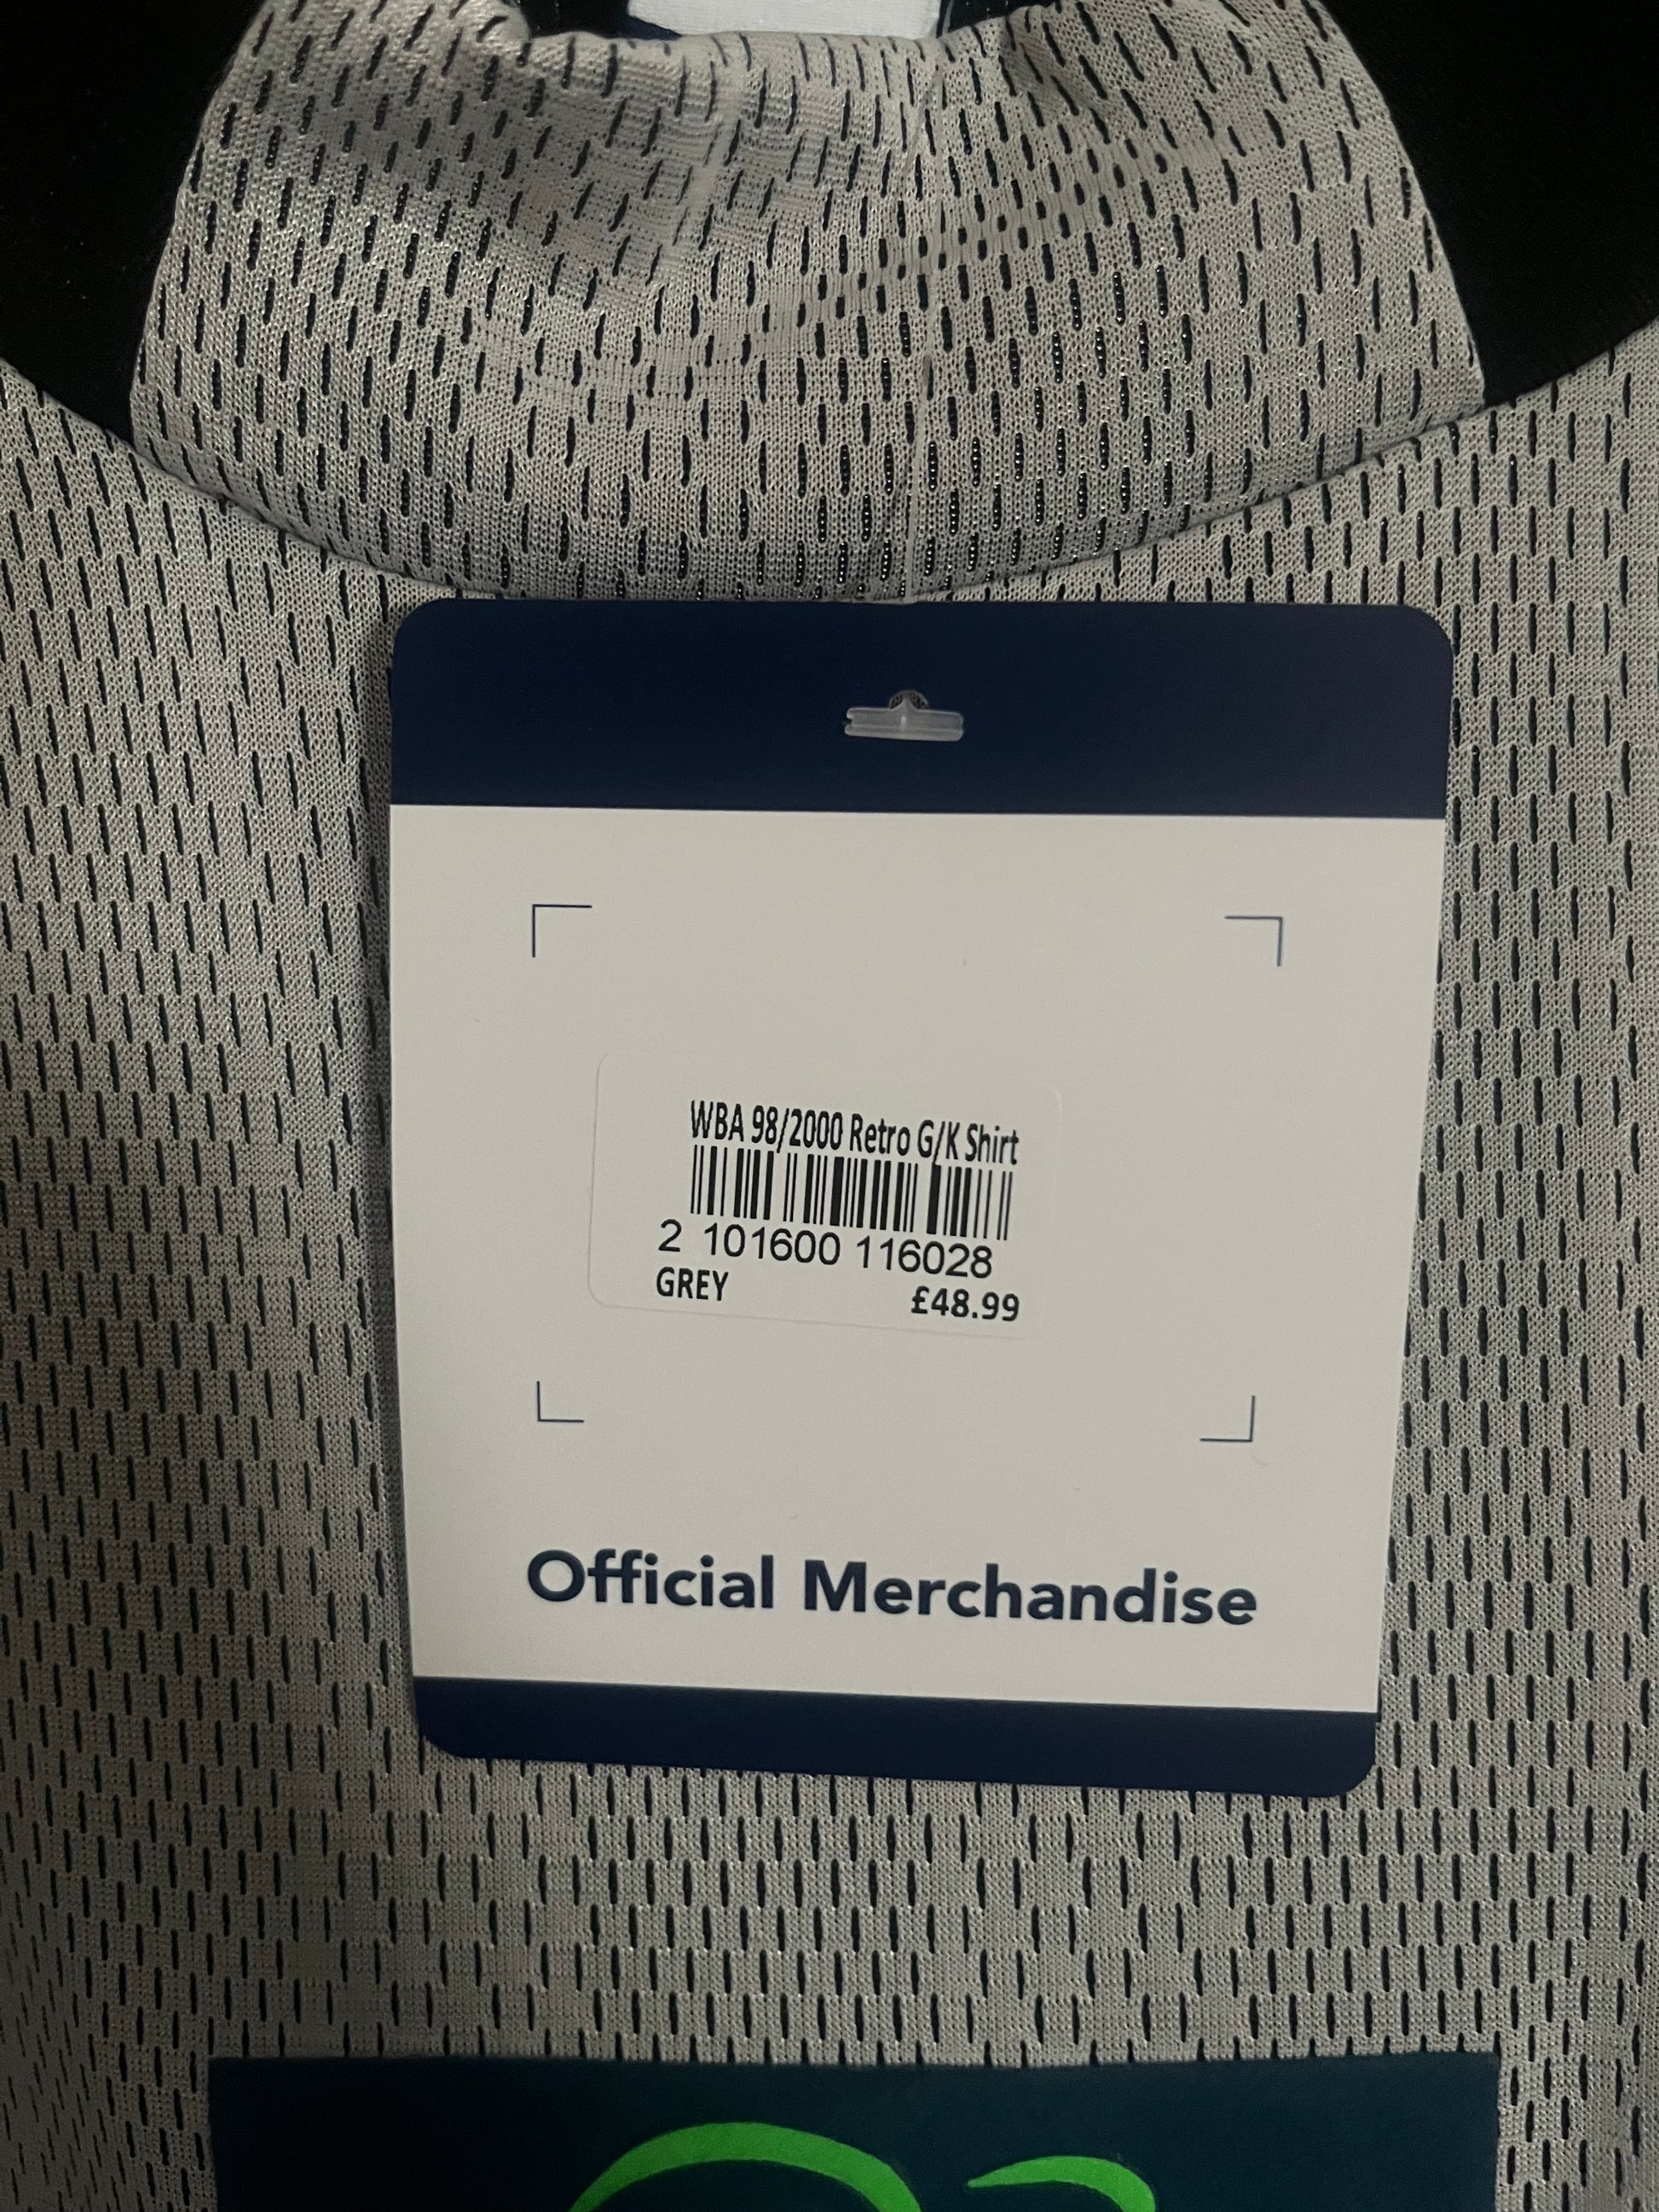 WBA 98/2000 Retro G/K Shirt
2 101600 116028
GREY £48.99
Official Merchandise